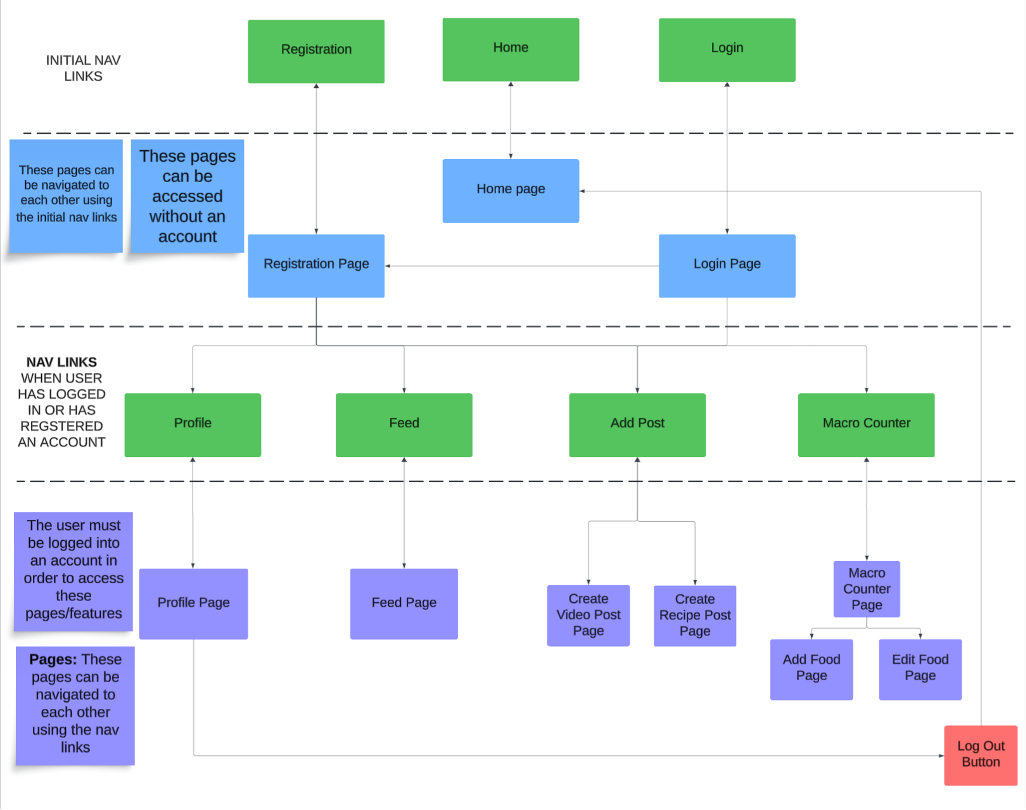 INITIAL NAV
LINKS
Registration
Home
Login
These pages can
be navigated to
each other using
the initial nav links
These pages
can be
accessed
without an
account
Home page
Registration Page
Login Page
NAV LINKS
WHEN USER
HAS LOGGED
IN OR HAS
REGSTERED
AN ACCOUNT
Profile
Feed
Add Post
Macro Counter
The user must
be logged into
an account in
order to access
these
pages/features
Profile Page
Feed Page
Create
Video Post
Page
Create
Recipe Post
Page
Macro
Counter
Page
Add Food
Page
Edit Food
Page
Pages: These
pages can be
navigated to
each other
using the nav
links
Log Out
Button